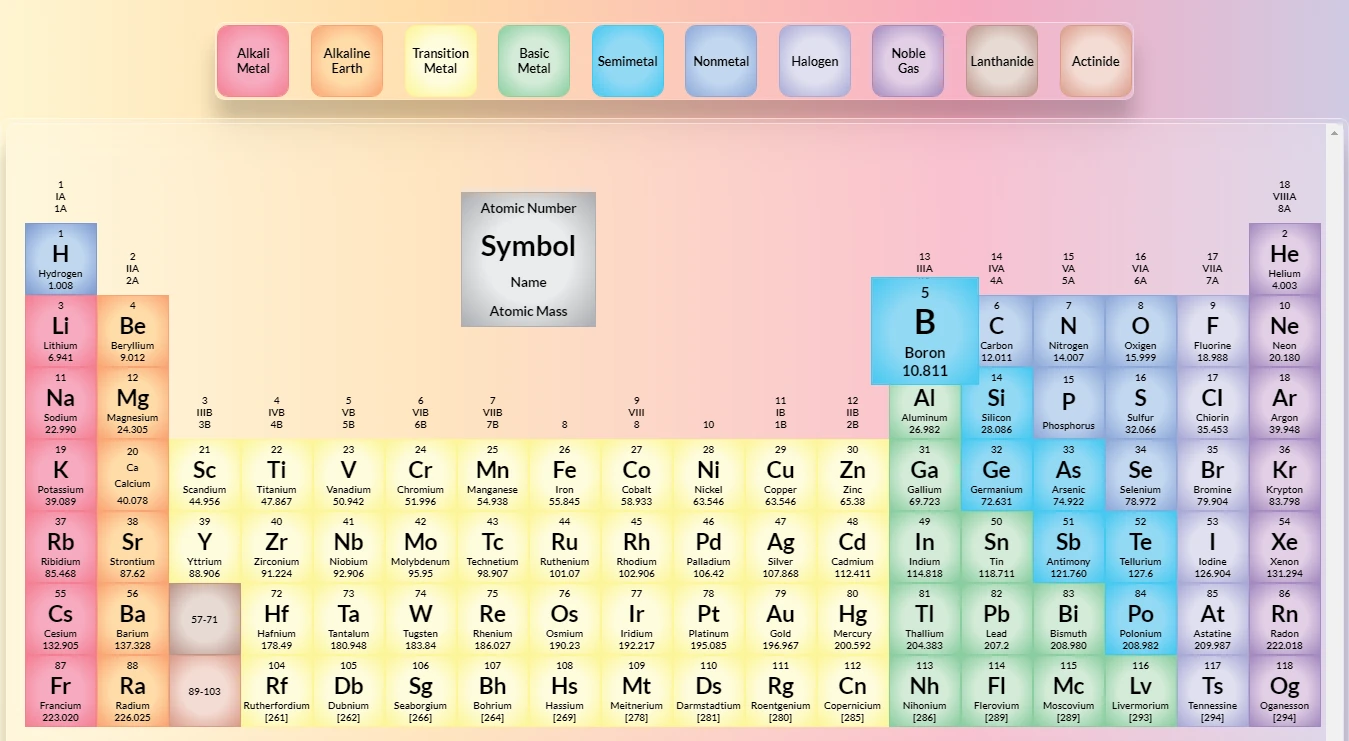 Alkali
Metal
Alkaline
Earth
Transition
Metal
Basic
Metal
Semimetal
Nonmetal
Halogen
Noble
Gas
Lanthanide
Actinide
1
IA
1A
18
VIIIA
8A
Atomic Number
Symbol
Name
Atomic Mass
1
H
Hydrogen
1.008
2
IIA
2A
13
IIIA
14
IVA
4A
15
VA
5A
16
VIA
6A
17
VIIA
7A
2
He
Helium
4.003
3
Li
Lithium
6.941
4
Be
Beryllium
9.012
5
B
Boron
10.811
6
C
Carbon
12.011
7
N
Nitrogen
14.007
8
O
Oxigen
15.999
9
F
Fluorine
18.988
10
Ne
Neon
20.180
11
Na
Sodium
22.990
12
Mg
Magnesium
24.305
3
IIIB
3B
4
IVB
4B
5
VB
5B
6
VIB
6B
7
VIIB
7B
8
9
VIII
8
10
11
IB
1B
12
IIB
2B
Al
Aluminum
26.982
14
Si
Silicon
28.086
15
P
Phosphorus
16
S
Sulfur
32.066
17
Cl
Chiorin
35.453
18
Ar
Argon
39.948
19
K
Potassium
39.089
20
Ca
Calcium
40.078
21
Sc
Scandium
44.956
22
Ti
Titanium
47.867
23
V
Vanadium
50.942
24
Cr
Chromium
51.996
25
Mn
Manganese
54.938
26
Fe
Iron
55.845
27
Co
Cobalt
58.933
28
Ni
Nickel
63.546
29
Cu
Copper
63.546
30
Zn
Zinc
65.38
31
Ga
Gallium
69.723
32
Ge
Germanium
72.631
33
As
Arsenic
74.922
34
Se
Selenium
78.972
35
Br
Bromine
79.904
36
Kr
Krypton
83.798
37
Rb
Ribidium
85.468
38
Sr
Strontium
87.62
39
Y
Yttrium
88.906
40
Zr
Zirconium
91.224
41
Nb
Niobium
92.906
42
Mo
Molybdenum
95.95
43
Tc
Technetium
98.907
44
Ru
Ruthenium
101.07
45
Rh
Rhodium
102.906
46
Pd
Palladium
106.42
47
Ag
Silver
107.868
48
Cd
Cadmium
112.411
49
In
Indium
114.818
50
Sn
Tin
118.711
51
Sb
Antimony
121.760
52
Te
Tellurium
127.6
53
I
Iodine
126.904
54
Xe
Xenon
131.294
55
Cs
Cesium
132.905
56
Ba
Barium
137.328
57-71
72
Hf
Hafnium
178.49
73
Ta
Tantalum
180.948
74
W
Tugsten
183.84
75
Re
Rhenium
186.027
76
Os
Osmium
190.23
77
Ir
Iridium
192.217
78
Pt
Platinum
195.085
79
Au
Gold
196.967
80
Hg
Mercury
200.592
81
Tl
Thallium
204.383
82
Pb
Lead
207.2
83
Bi
Bismuth
208.980
84
Po
Polonium
208.982
85
At
Astatine
209.987
86
Rn
Radon
222.018
87
Fr
Francium
223.020
88
Ra
Radium
226.025
89-103
104
Rf
Rutherfordium
[261]
105
Db
Dubnium
[262]
106
Sg
Seaborgium
[266]
107
Bh
Bohrium
[264]
108
Hs
Hassium
[269]
109
Mt
Meitnerium
[278]
110
Ds
Darmstadtium
[281]
111
Rg
Roentgenium
[280]
112
Cn
Copernicium
[285]
113
Nh
Nihonium
[286]
114
Fl
Flerovium
[289]
115
Mc
Moscovium
[289]
116
Lv
Livermorium
[293]
117
Ts
Tennessine
[294]
118
Og
Oganesson
[294]